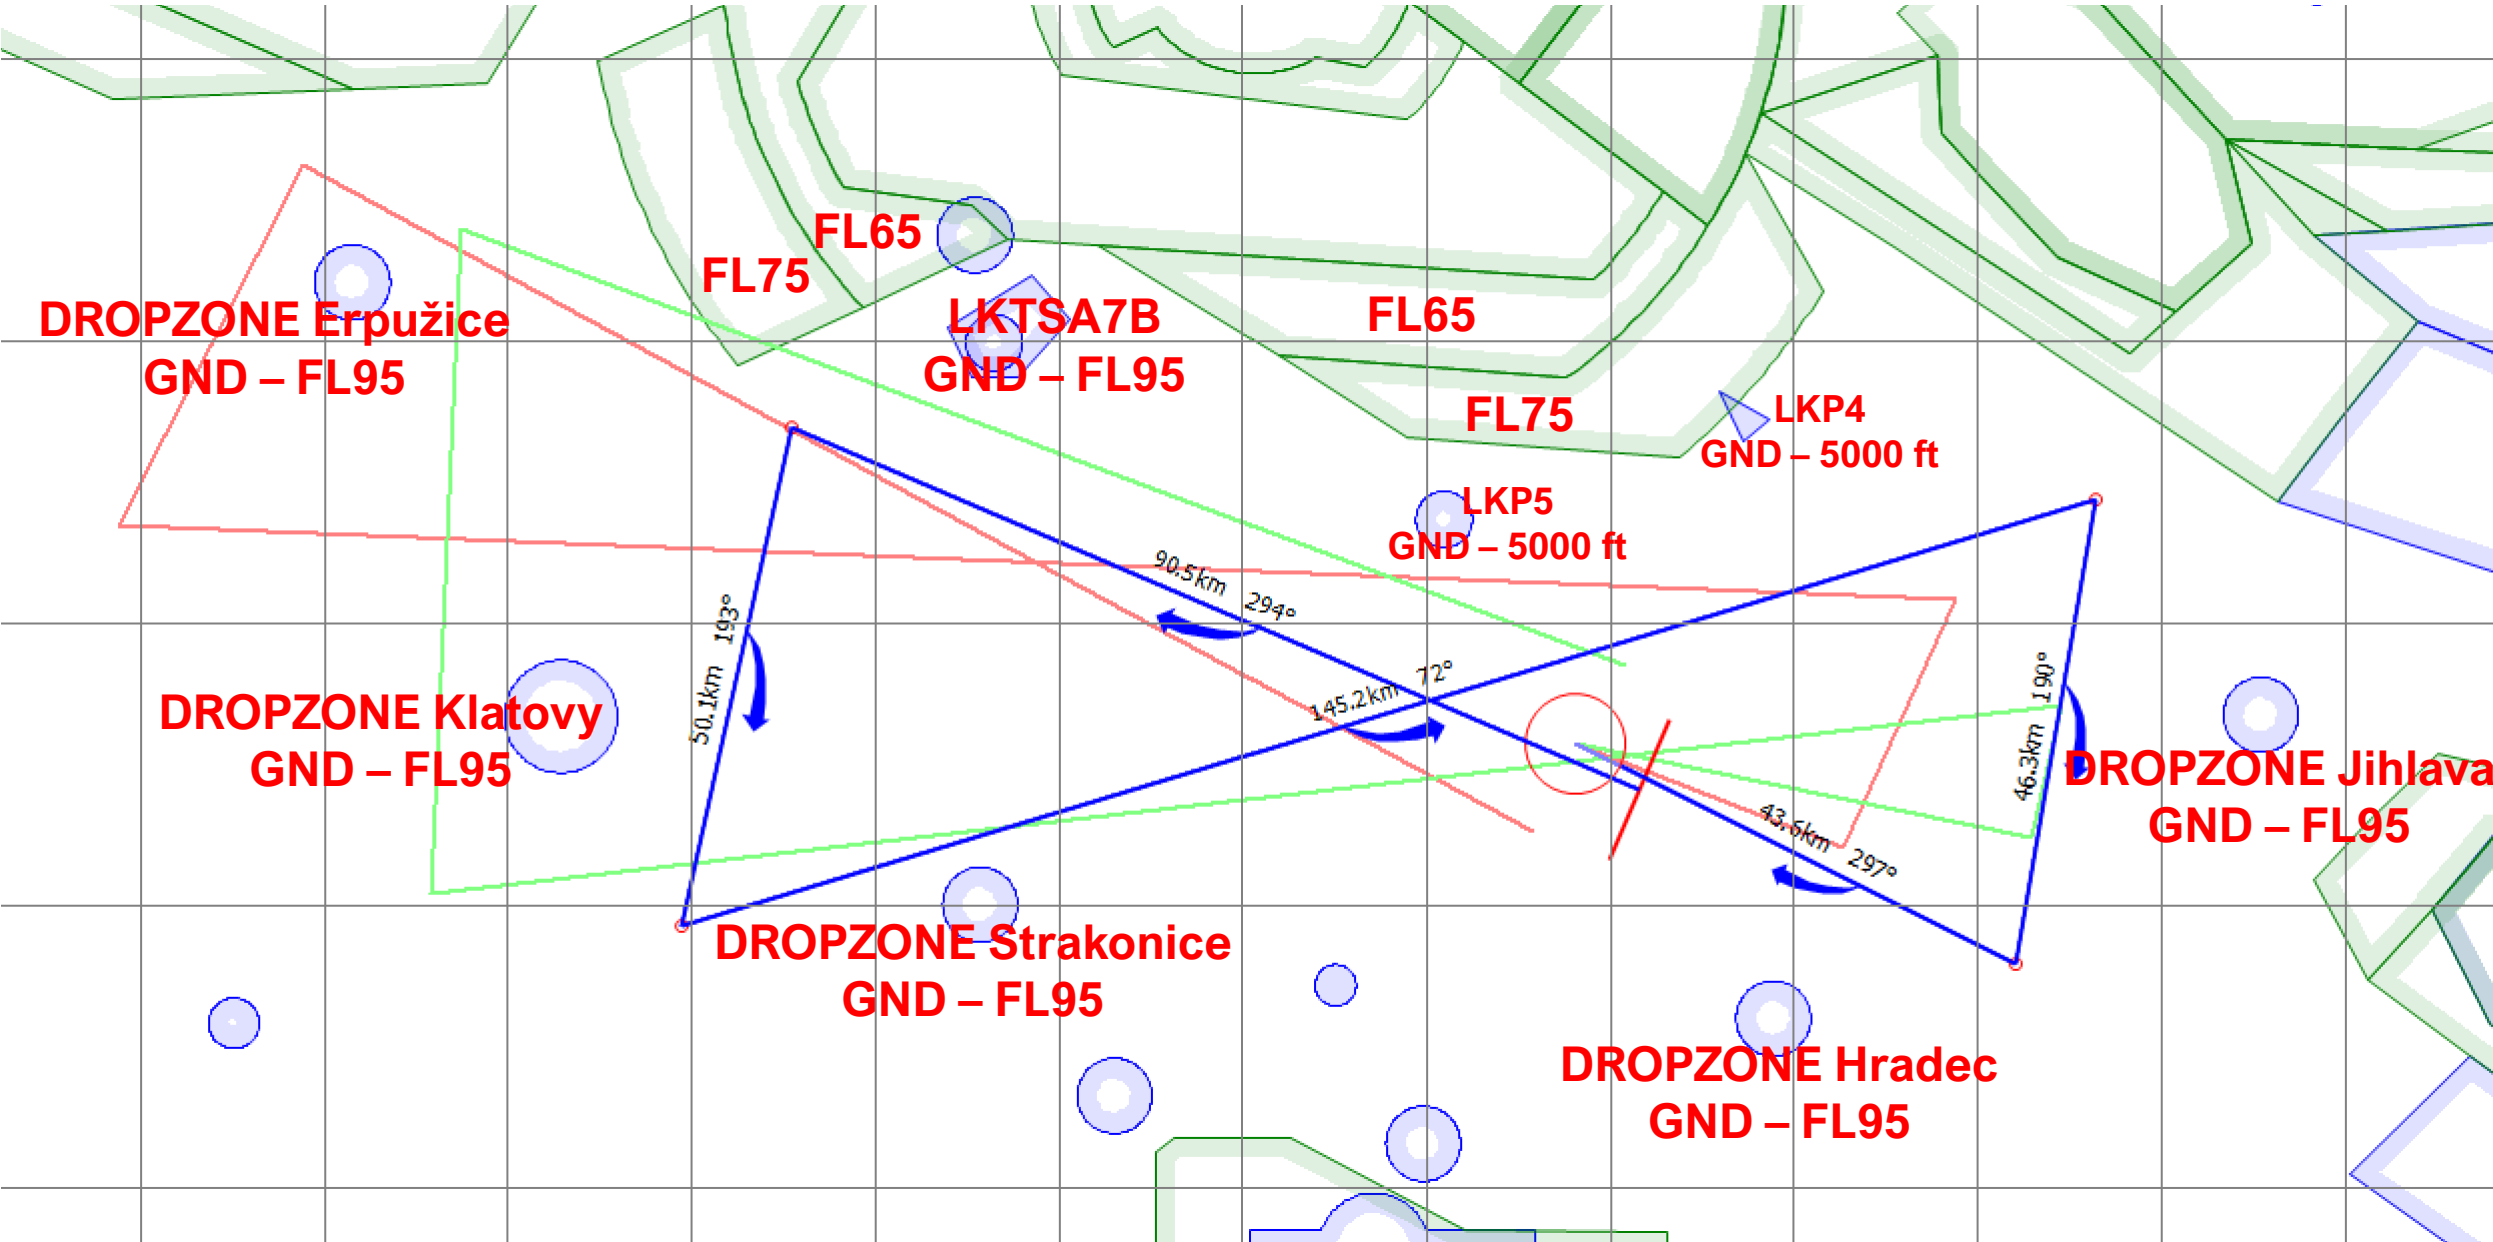 FL65
FL75
DROPZONE Erpužice
GND – FL95
LKTSA7B
GND – FL95
FL65
FL75
LKP4
GND – 5000 ft
LKP5
GND – 5000 ft
90.5km 294°
50.1km 193°
145.2km 72°
46.3km 190°
43.6km 297°
DROPZONE Klatovy
GND – FL95
DROPZONE Jihlava
GND – FL95
DROPZONE Strakonice
GND – FL95
DROPZONE Hradec
GND – FL95